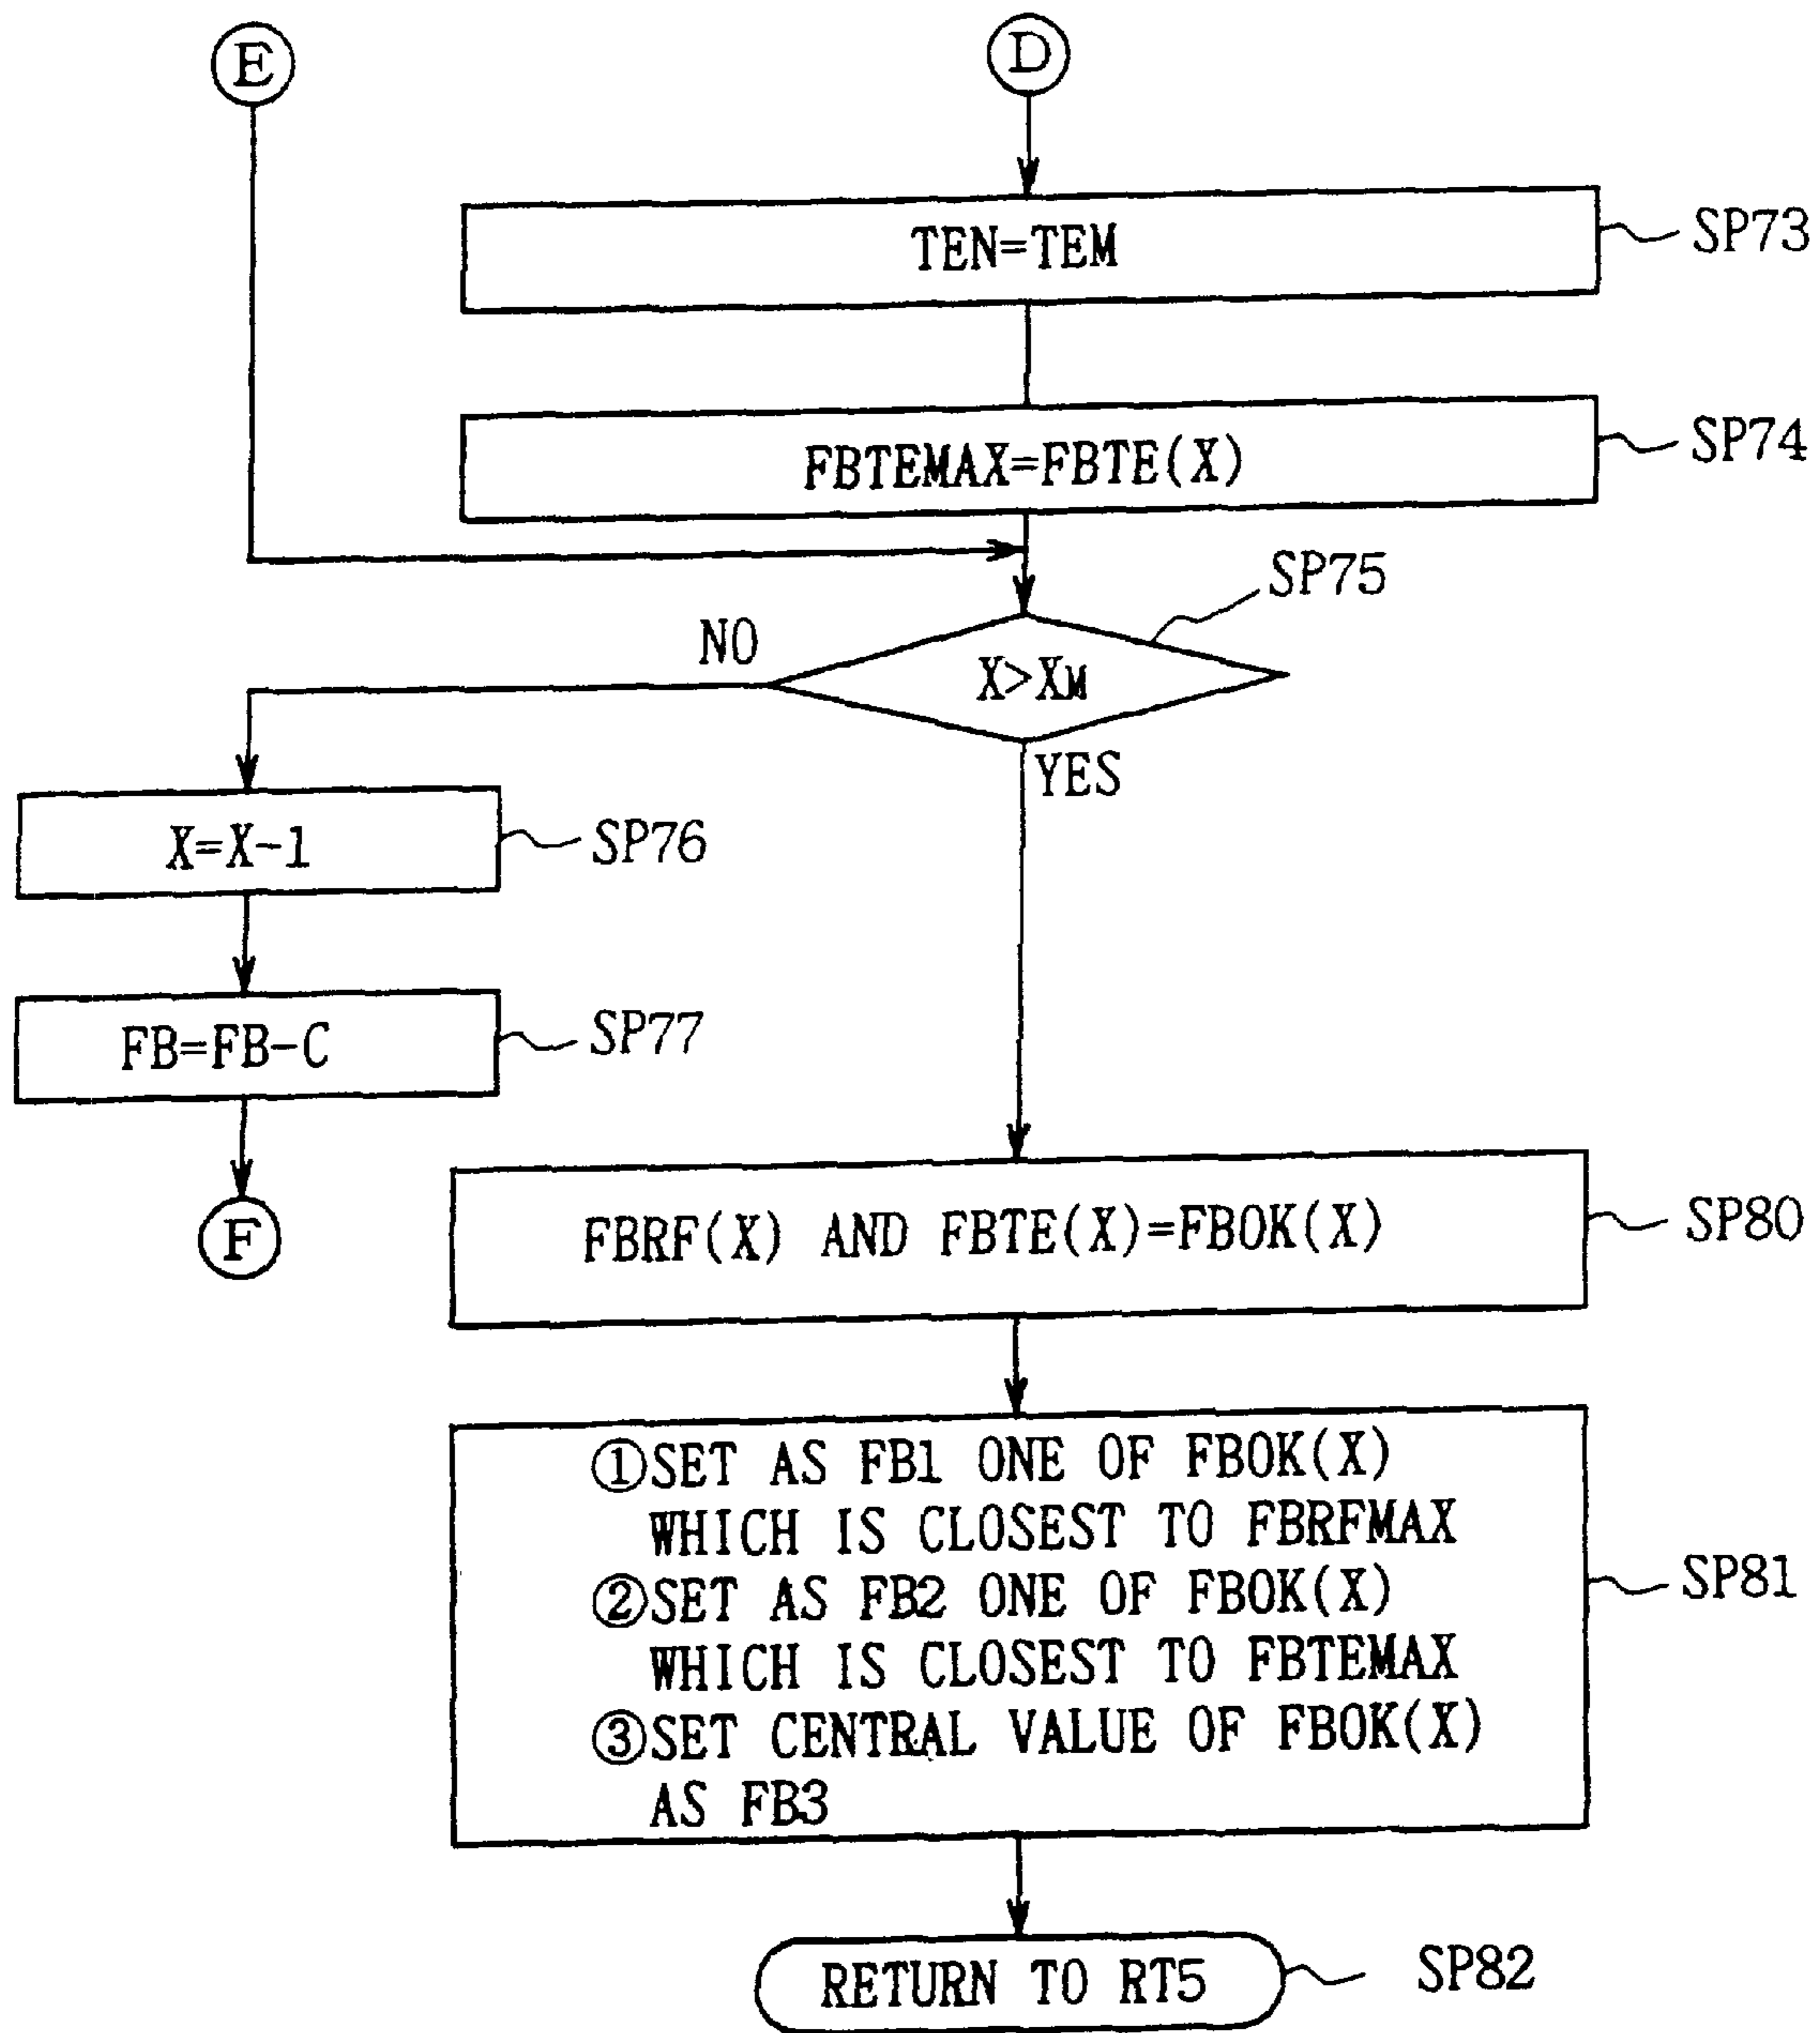 E
D
TEN=TEM
SP73
FBTEMAX=FBTE(X)
SP74
SP75
NO
X>XM
YES
X=X-1
SP76
FB=FB-C
SP77
F
FBRF(X) AND FBTE(X)=FBOK(X)
SP80
①SET AS FB1 ONE OF FBOK(X)
WHICH IS CLOSEST TO FBRFMAX
②SET AS FB2 ONE OF FBOK(X)
WHICH IS CLOSEST TO FBTEMAX
③SET CENTRAL VALUE OF FBOK(X)
AS FB3
SP81
RETURN TO RT5
SP82